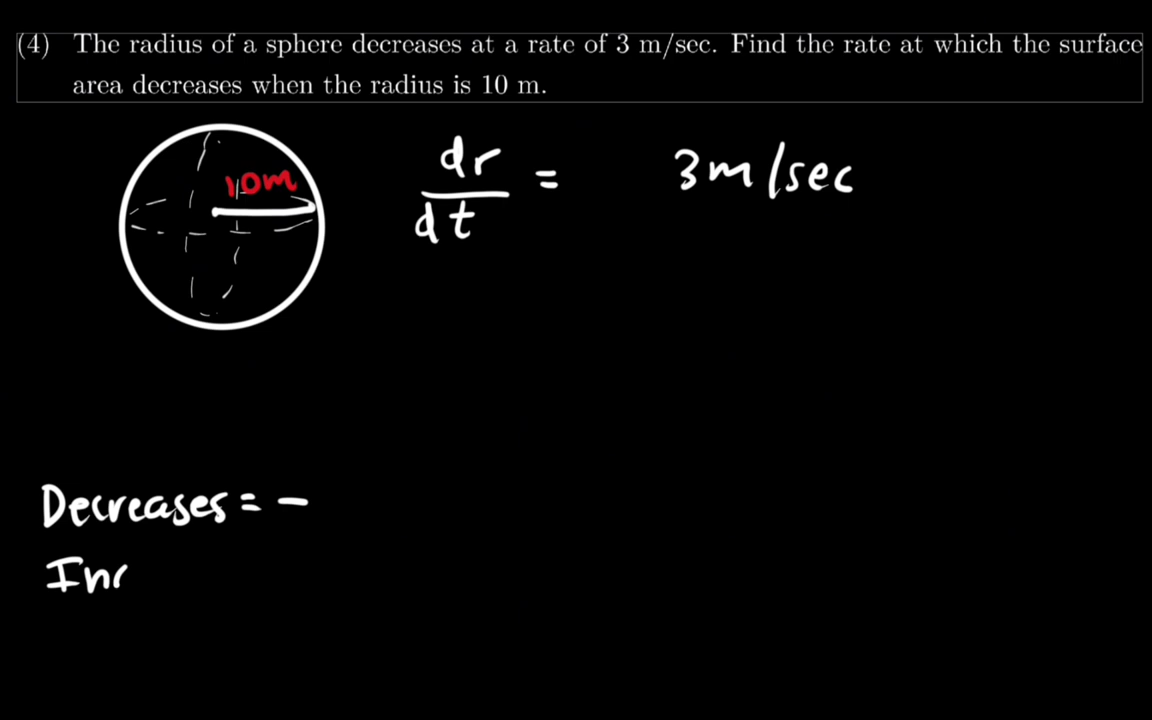 (4) The radius of a sphere decreases at a rate of 3 m/sec. Find the rate at which the surface
area decreases when the radius is 10 m.
10m
dr/dt = 3m/sec
Decreases = -
Inc